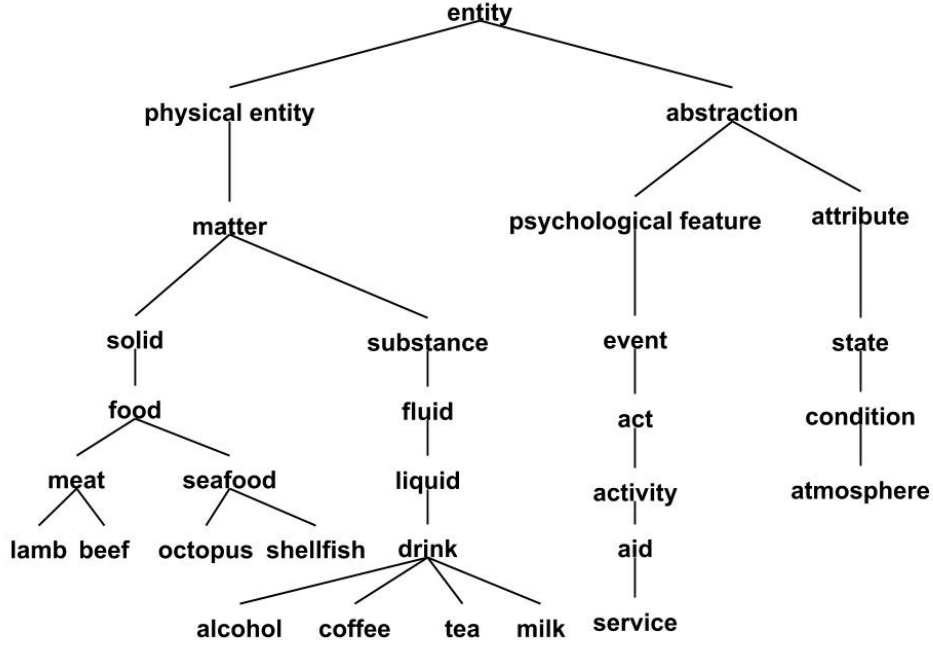 entity
physical entity
abstraction
matter
psychological feature
attribute
solid
substance
event
state
food
fluid
act
condition
meat
seafood
liquid
activity
atmosphere
lamb
beef
octopus
shellfish
drink
aid
alcohol
coffee
tea
milk
service